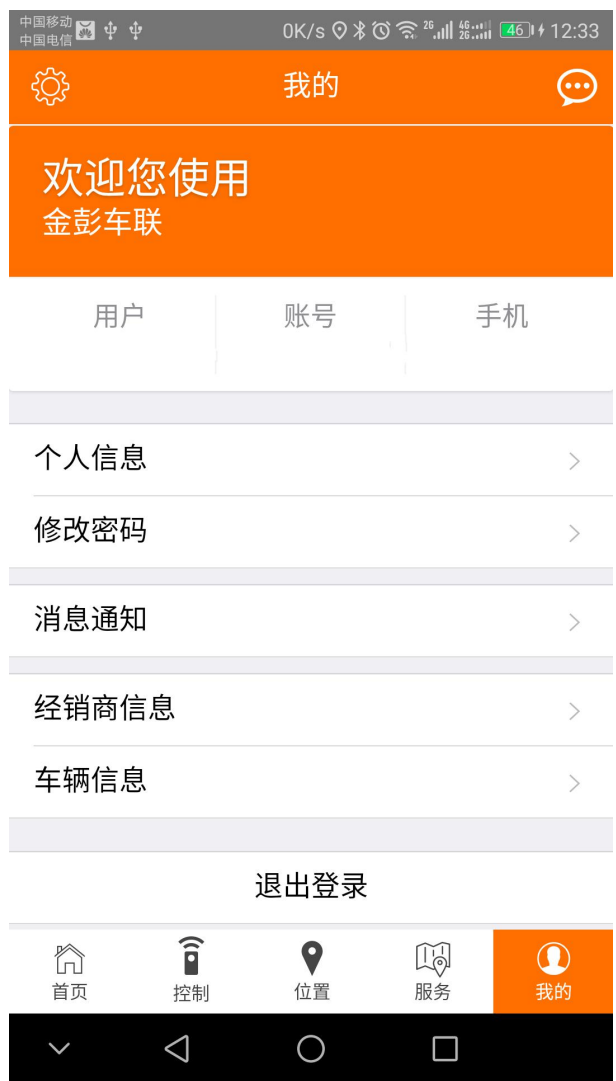 中国移动
中国电信
0K/s 2G 4G 2G 46 12:33
我的
欢迎您使用
金彭车联
用户 账号 手机
个人信息
修改密码
消息通知
经销商信息
车辆信息
退出登录
首页 控制 位置 服务 我的